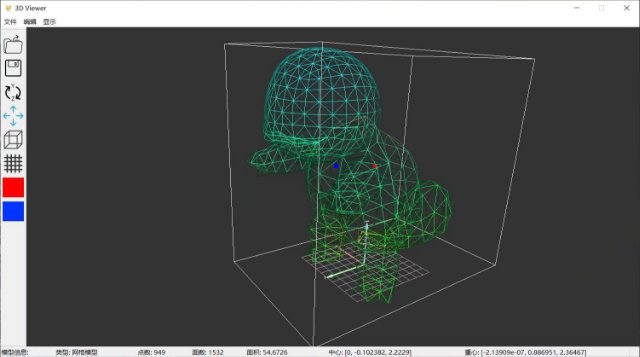 3D Viewer
文件 编辑 显示
模型信息: 类型: 网格模型 点数: 949 面数: 1532 面积: 54.6726 中心: [0, -0.102382, 2.2229] 重心: [-2.13909e-07, 0.886951, 2.36467]